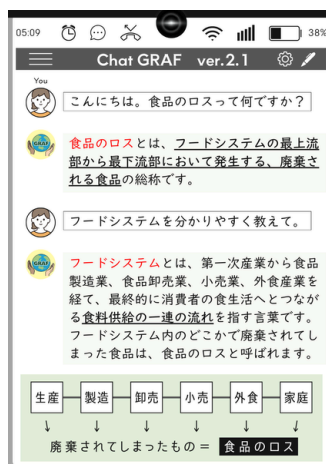 05:09
38%
Chat GRAF ver.2.1
You
こんにちは。食品のロスって何ですか？
GRAF
食品のロスとは、フードシステムの最上流
部から最下流部において発生する、廃棄さ
れる食品の総称です。
フードシステムを分かりやすく教えて。
GRAF
フードシステムとは、第一次産業から食品
製造業、食品卸売業、小売業、外食産業を
経て、最終的に消費者の食生活へとつなが
る食料供給の一連の流れを指す言葉です。
フードシステム内のどこかで廃棄されてし
まった食品は、食品のロスと呼ばれます。
生産 製造 卸売 小売 外食 家庭
↓ ↓ ↓ ↓ ↓ ↓
廃棄されてしまったもの = 食品のロス